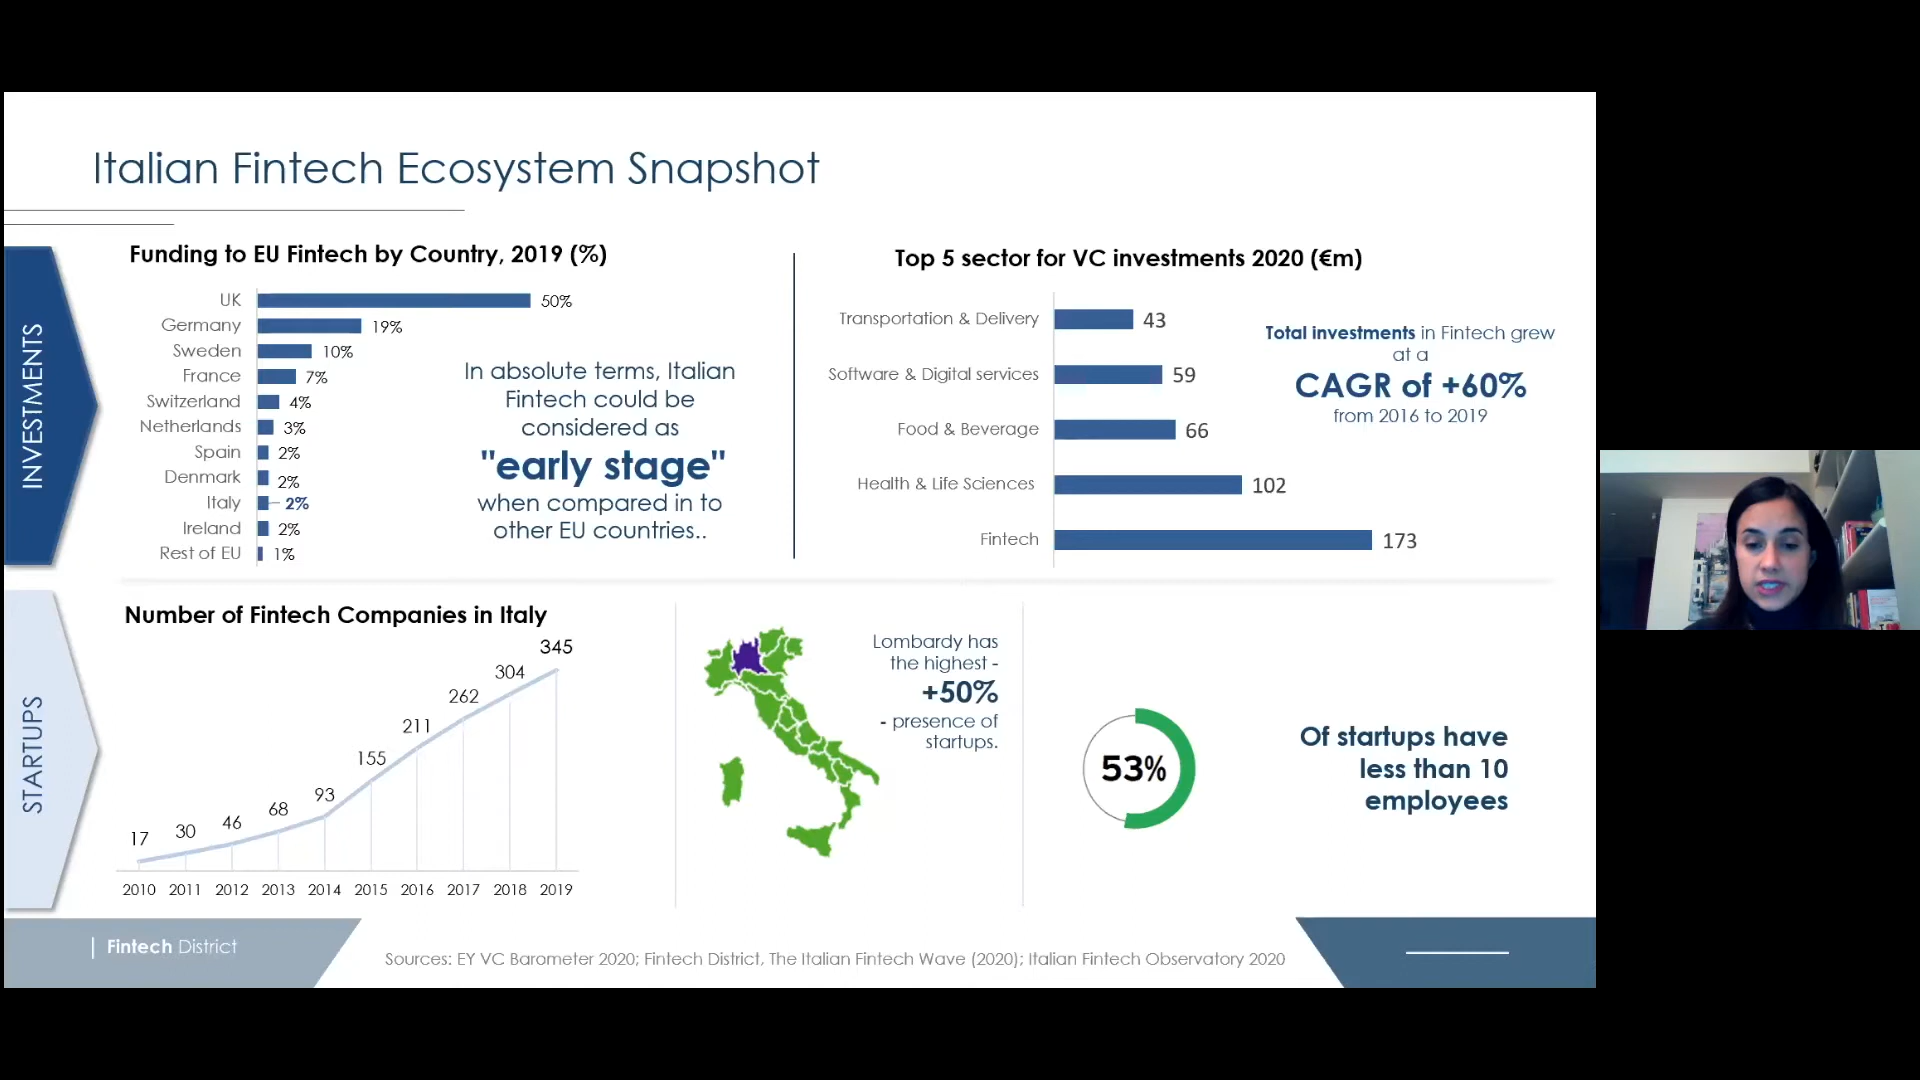 Italian Fintech Ecosystem Snapshot
INVESTMENTS
Funding to EU Fintech by Country, 2019 (%)
UK 50%
Germany 19%
Sweden 10%
France 7%
Switzerland 4%
Netherlands 3%
Spain 2%
Denmark 2%
Italy 2%
Ireland 2%
Rest of EU 1%
In absolute terms, Italian
Fintech could be
considered as
"early stage"
when compared in to
other EU countries..
Top 5 sector for VC investments 2020 (€m)
Transportation & Delivery 43
Software & Digital services 59
Food & Beverage 66
Health & Life Sciences 102
Fintech 173
Total investments in Fintech grew
at a
CAGR of +60%
from 2016 to 2019
STARTUPS
Number of Fintech Companies in Italy
17 30 46 68 93 155 211 262 304 345
2010 2011 2012 2013 2014 2015 2016 2017 2018 2019
Lombardy has
the highest -
+50%
- presence of
startups.
53%
Of startups have
less than 10
employees
Fintech District
Sources: EY VC Barometer 2020; Fintech District, The Italian Fintech Wave (2020); Italian Fintech Observatory 2020